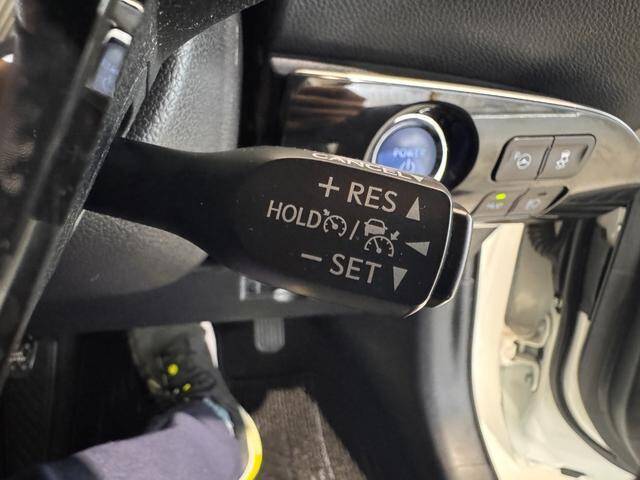 CANCEL
+ RES
HOLD /
− SET
POWER